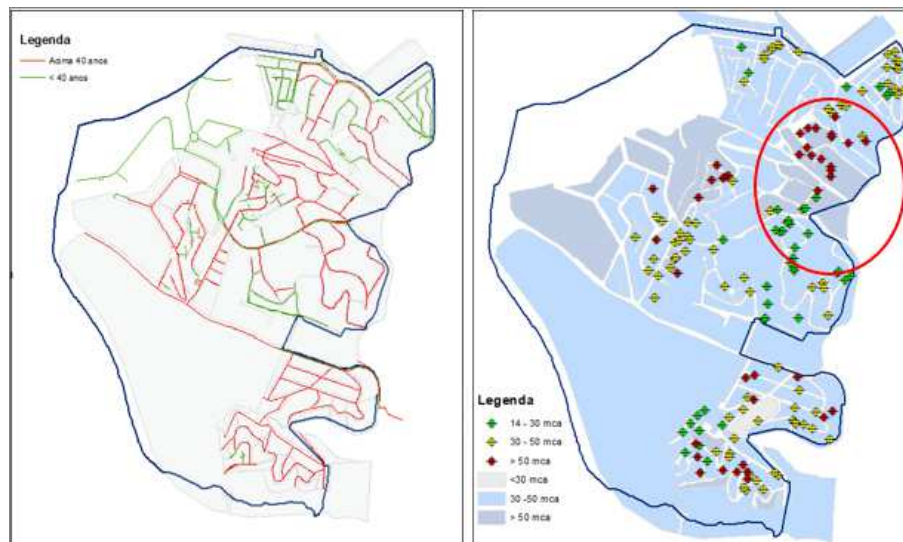 Legenda
Acima 40 anos
< 40 anos
Legenda
14 - 30 mca
30 - 50 mca
> 50 mca
<30 mca
30 -50 mca
> 50 mca